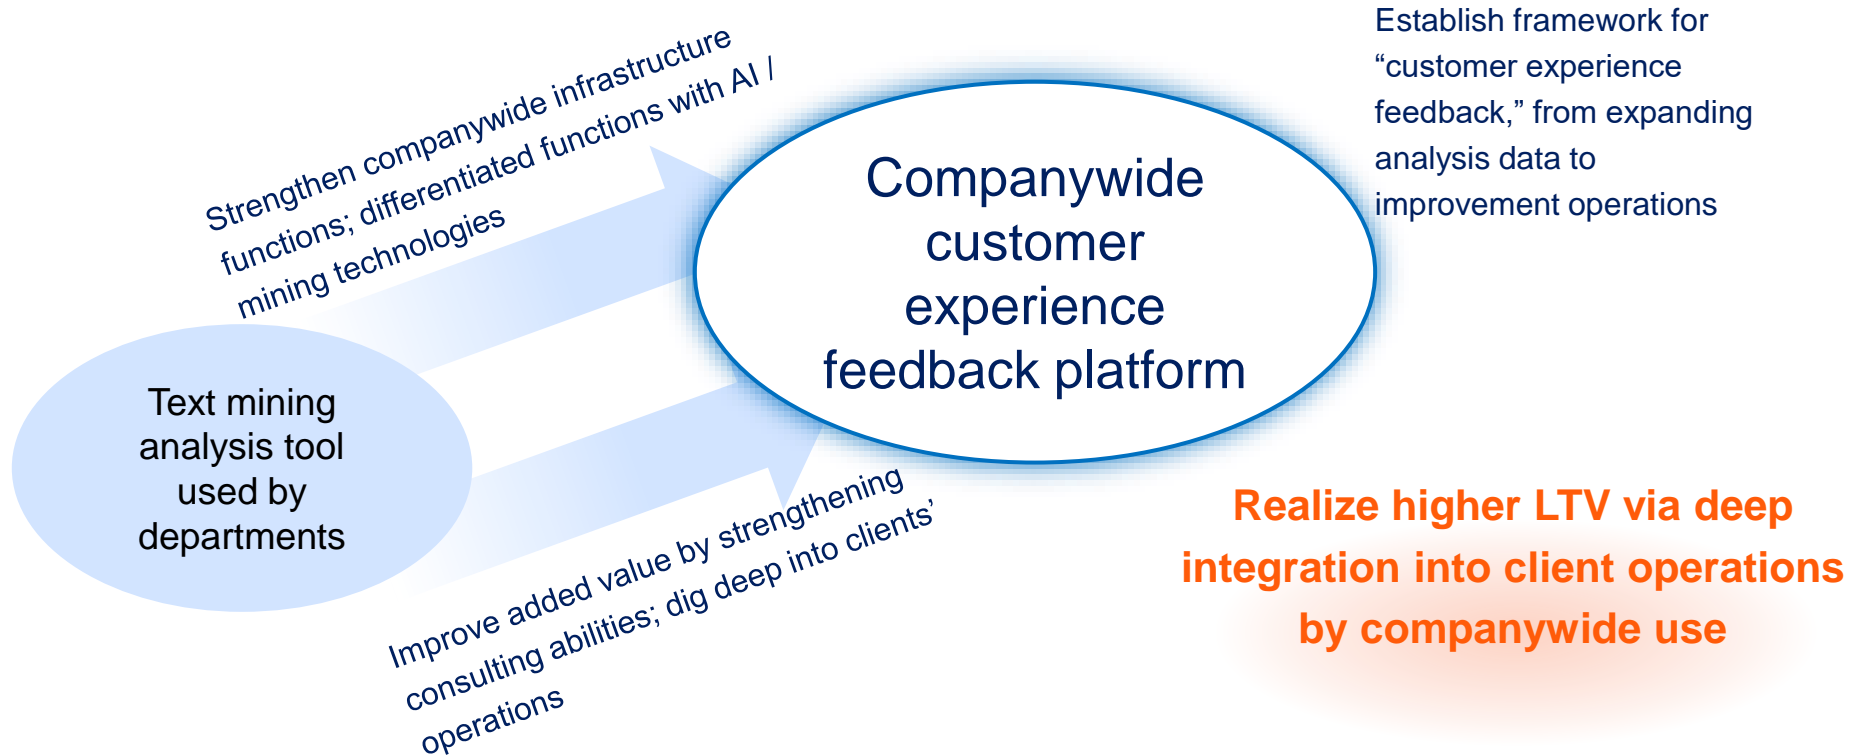 Strengthen companywide infrastructure
functions; differentiated functions with AI /
mining technologies
Establish framework for
“customer experience
feedback,” from expanding
analysis data to
improvement operations
Companywide
customer
experience
feedback platform
Text mining
analysis tool
used by
departments
Improve added value by strengthening
consulting abilities; dig deep into clients’
operations
Realize higher LTV via deep
integration into client operations
by companywide use